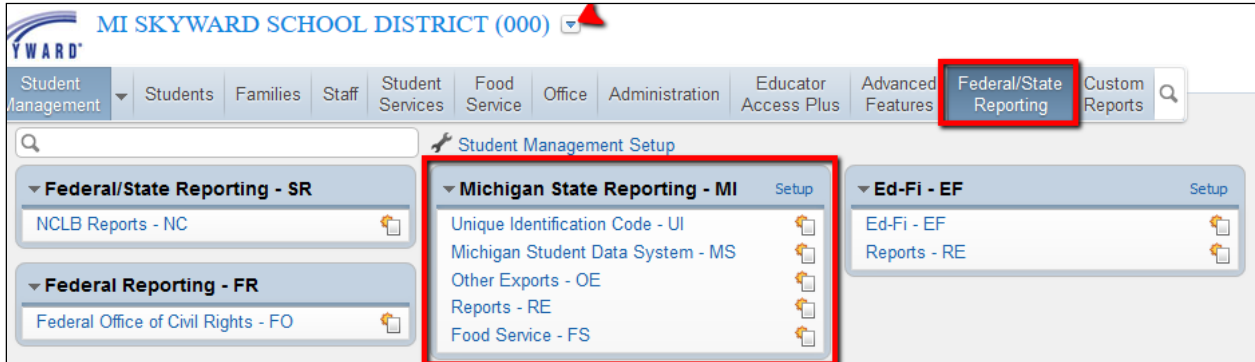 MI SKYWARD SCHOOL DISTRICT (000)
YWARD
Student Management
Students
Families
Staff
Student Services
Food Service
Office
Administration
Educator Access Plus
Advanced Features
Federal/State Reporting
Custom Reports
Student Management Setup
Federal/State Reporting - SR
NCLB Reports - NC
Federal Reporting - FR
Federal Office of Civil Rights - FO
Michigan State Reporting - MI Setup
Unique Identification Code - UI
Michigan Student Data System - MS
Other Exports - OE
Reports - RE
Food Service - FS
Ed-Fi - EF Setup
Ed-Fi - EF
Reports - RE